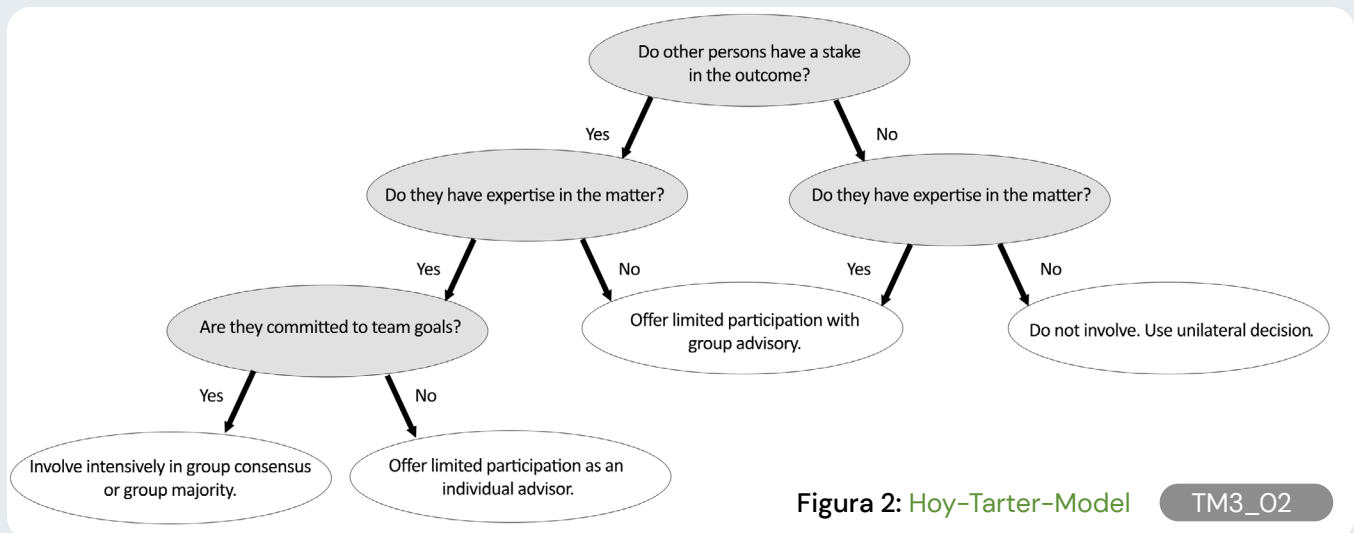 Do other persons have a stake
in the outcome?
Yes
No
Do they have expertise in the matter?
Do they have expertise in the matter?
Yes
No
Yes
No
Are they committed to team goals?
Offer limited participation with
group advisory.
Do not involve. Use unilateral decision.
Yes
No
Involve intensively in group consensus
or group majority.
Offer limited participation as an
individual advisor.
Figura 2: Hoy-Tarter-Model
TM3_02